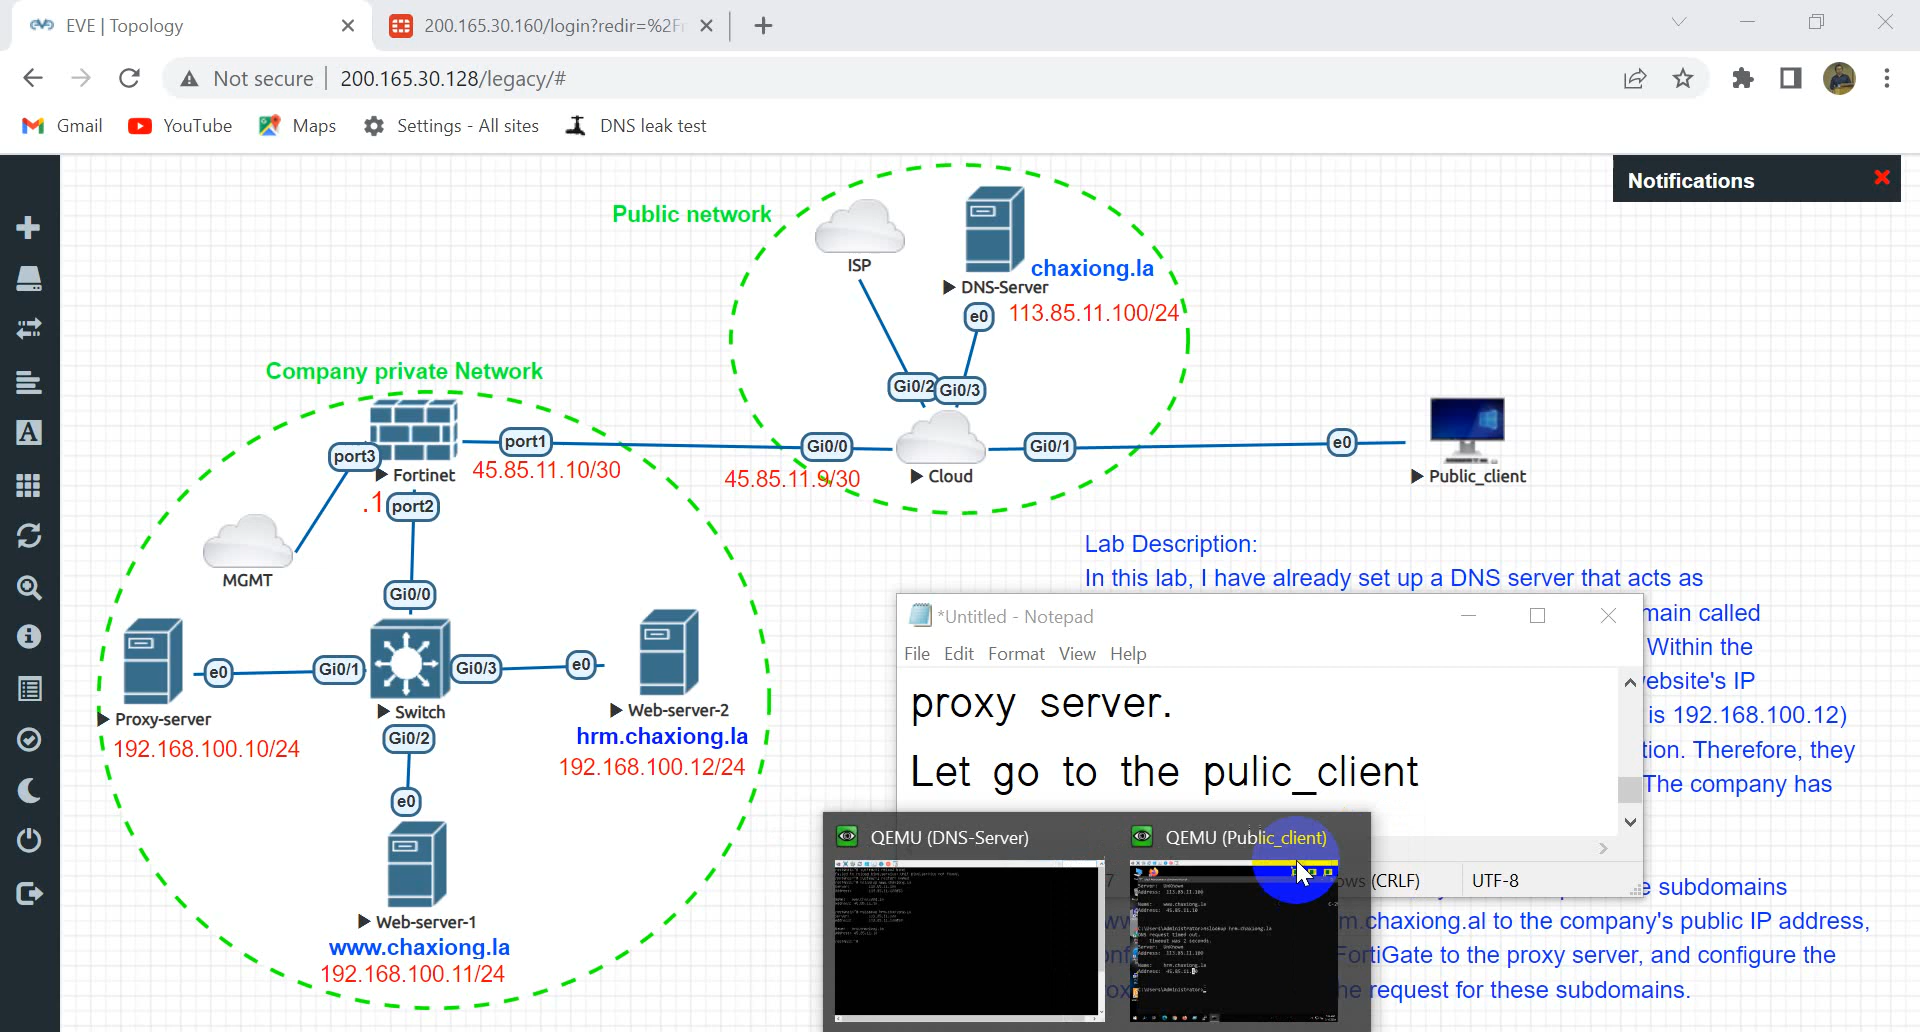 EVE | Topology
200.165.30.160/login?redir=%2F
Not secure
200.165.30.128/legacy/#
Gmail
YouTube
Maps
Settings - All sites
DNS leak test
Notifications
Public network
ISP
chaxiong.la
DNS-Server
e0
113.85.11.100/24
Company private Network
Gi0/2
Gi0/3
port1
port3
Gi0/0
Gi0/1
e0
Fortinet
45.85.11.10/30
45.85.11.9/30
Cloud
Public_client
.1
port2
MGMT
Gi0/0
Lab Description:
In this lab, I have already set up a DNS server that acts as
main called
Within the
website's IP
is 192.168.100.12)
tion. Therefore, they
The company has
*Untitled - Notepad
File Edit Format View Help
proxy server.
Let go to the pulic_client
(CRLF)
UTF-8
QEMU (DNS-Server)
QEMU (Public_client)
e0
Gi0/1
Gi0/3
e0
Proxy-server
Switch
Web-server-2
192.168.100.10/24
Gi0/2
hrm.chaxiong.la
192.168.100.12/24
e0
Web-server-1
www.chaxiong.la
192.168.100.11/24
e subdomains
m.chaxiong.al to the company's public IP address,
FortiGate to the proxy server, and configure the
he request for these subdomains.